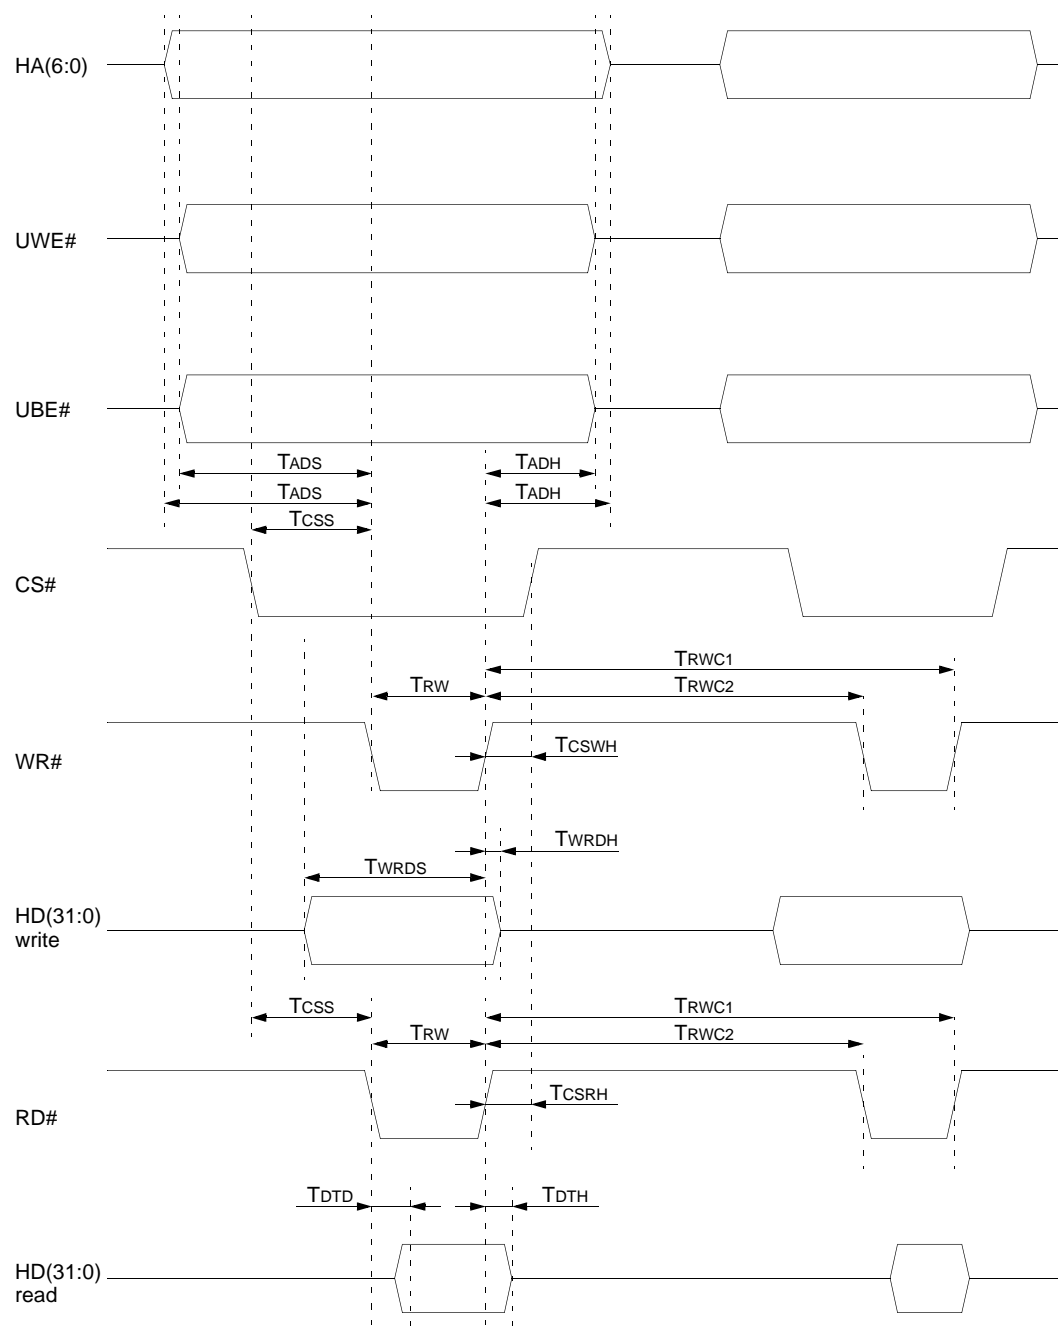 HA(6:0)
UWE#
UBE#
TADS TADH
TADS TADH
TCSS
CS#
TRWC1
TRW TRWC2
TCSWH
WR#
TWRDH
TWRDS
HD(31:0)
write
TCSS TRWC1
TRW TRWC2
TCSRH
RD#
TDTD TDTH
HD(31:0)
read